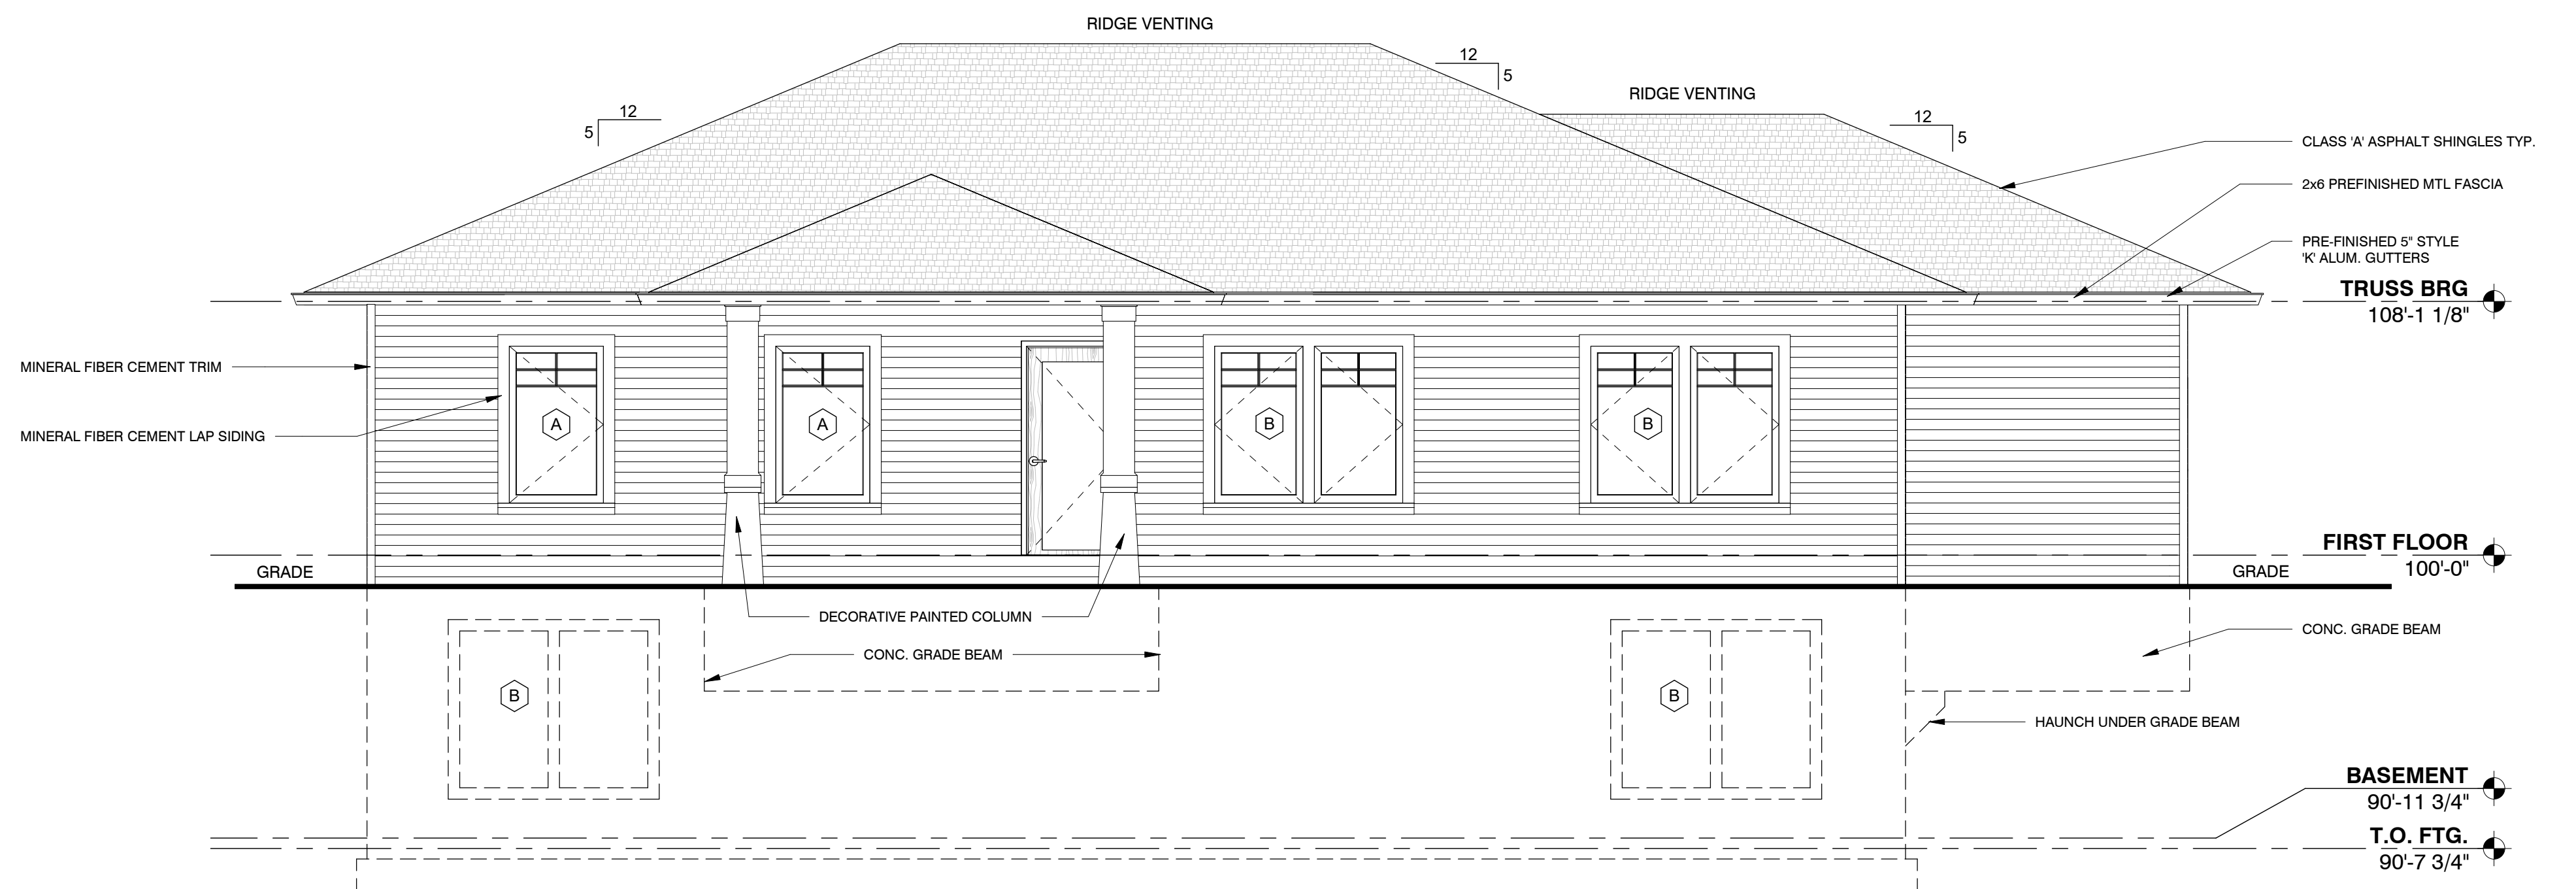 RIDGE VENTING
12
5
RIDGE VENTING
12
5
12
5
CLASS 'A' ASPHALT SHINGLES TYP.
2x6 PREFINISHED MTL FASCIA
PRE-FINISHED 5" STYLE
'K' ALUM. GUTTERS
TRUSS BRG
108'-1 1/8"
MINERAL FIBER CEMENT TRIM
MINERAL FIBER CEMENT LAP SIDING
A
A
B
B
FIRST FLOOR
100'-0"
GRADE
GRADE
DECORATIVE PAINTED COLUMN
CONC. GRADE BEAM
CONC. GRADE BEAM
B
B
HAUNCH UNDER GRADE BEAM
BASEMENT
90'-11 3/4"
T.O. FTG.
90'-7 3/4"